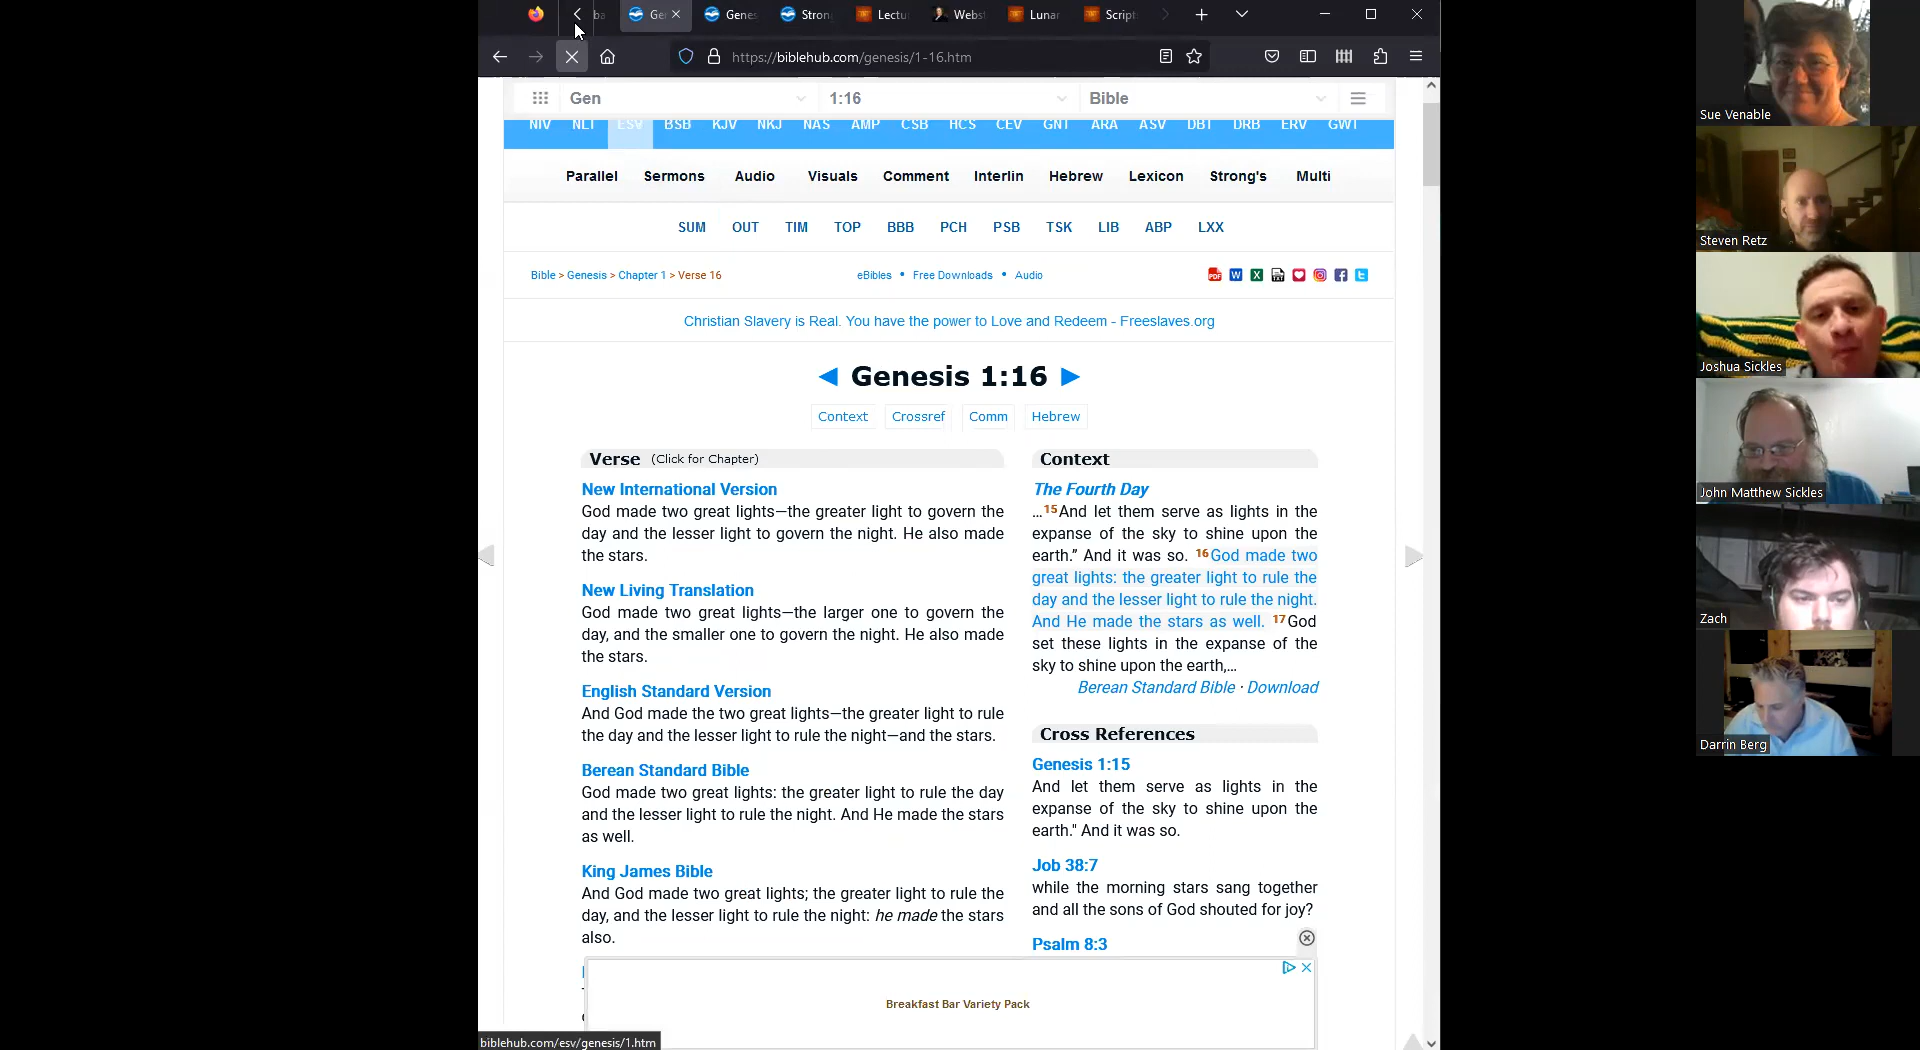 ba
Ge
Genes
Stron
Lectu
Webst
Lunar
Script
https://biblehub.com/genesis/1-16.htm
Gen
1:16
Bible
NIV NLT ESV BSB KJV NKJ NAS AMP CSB HCS CEV GNT ARA ASV DBT DRB ERV GWT
Parallel Sermons Audio Visuals Comment Interlin Hebrew Lexicon Strong's Multi
SUM OUT TIM TOP BBB PCH PSB TSK LIB ABP LXX
Bible > Genesis > Chapter 1 > Verse 16
eBibles • Free Downloads • Audio
Christian Slavery is Real. You have the power to Love and Redeem - Freeslaves.org
◄ Genesis 1:16 ►
Context Crossref Comm Hebrew
Verse (Click for Chapter)
New International Version
God made two great lights—the greater light to govern the
day and the lesser light to govern the night. He also made
the stars.
New Living Translation
God made two great lights—the larger one to govern the
day, and the smaller one to govern the night. He also made
the stars.
English Standard Version
And God made the two great lights—the greater light to rule
the day and the lesser light to rule the night—and the stars.
Berean Standard Bible
God made two great lights: the greater light to rule the day
and the lesser light to rule the night. And He made the stars
as well.
King James Bible
And God made two great lights; the greater light to rule the
day, and the lesser light to rule the night: he made the stars
also.
Context
The Fourth Day
…15And let them serve as lights in the
expanse of the sky to shine upon the
earth.” And it was so. 16God made two
great lights: the greater light to rule the
day and the lesser light to rule the night.
And He made the stars as well. 17God
set these lights in the expanse of the
sky to shine upon the earth,…
Berean Standard Bible · Download
Cross References
Genesis 1:15
And let them serve as lights in the
expanse of the sky to shine upon the
earth." And it was so.
Job 38:7
while the morning stars sang together
and all the sons of God shouted for joy?
Psalm 8:3
Breakfast Bar Variety Pack
biblehub.com/esv/genesis/1.htm
Sue Venable
Steven Retz
Joshua Sickles
John Matthew Sickles
Zach
Darrin Berg